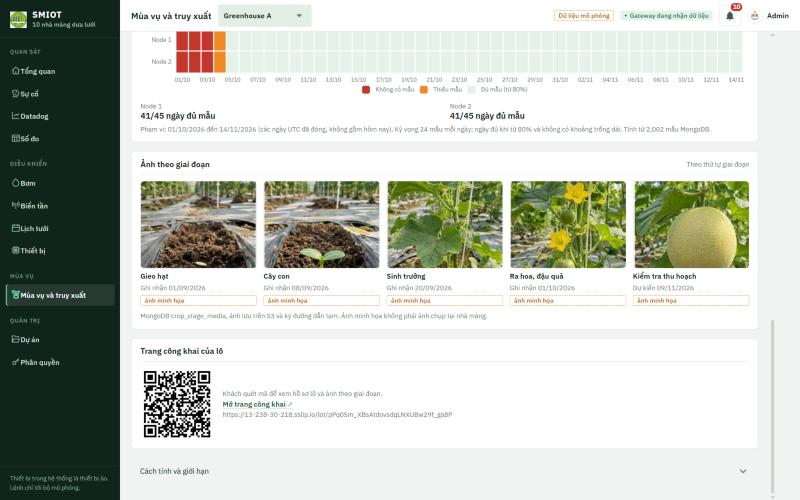 SMIOT
10 nhà màng dưa lưới
QUAN SÁT
Tổng quan
Sự cố
Datadog
Số đo
ĐIỀU KHIỂN
Bơm
Biến tần
Lịch tưới
Thiết bị
MÙA VỤ
Mùa vụ và truy xuất
QUẢN TRỊ
Dự án
Phân quyền
Thiết bị trong hệ thống là thiết bị ảo.
Lệnh chỉ tới bộ mô phỏng.
Mùa vụ và truy xuất
Greenhouse A
Dữ liệu mô phỏng
Gateway đang nhận dữ liệu
10
Admin
Node 1
Node 2
01/10 03/10 05/10 07/10 09/10 11/10 13/10 15/10 17/10 19/10 21/10 23/10 25/10 27/10 29/10 31/10 02/11 04/11 06/11 08/11 10/11 12/11 14/11
Không có mẫu Thiếu mẫu Đủ mẫu (từ 80%)
Node 1 Node 2
41/45 ngày đủ mẫu 41/45 ngày đủ mẫu
Phạm vi: 01/10/2026 đến 14/11/2026 (các ngày UTC đã đóng, không gồm hôm nay). Kỳ vọng 24 mẫu mỗi ngày; ngày đủ khi từ 80% và không có khoảng trống dài. Tính từ 2,002 mẫu MongoDB.
Ảnh theo giai đoạn
Theo thứ tự giai đoạn
Gieo hạt
Ghi nhận 01/09/2026
ảnh minh họa
Cây con
Ghi nhận 08/09/2026
ảnh minh họa
Sinh trưởng
Ghi nhận 20/09/2026
ảnh minh họa
Ra hoa, đậu quả
Ghi nhận 01/10/2026
ảnh minh họa
Kiểm tra thu hoạch
Dự kiến 09/11/2026
ảnh minh họa
MongoDB crop_stage_media, ảnh lưu trên S3 và ký đường dẫn tạm. Ảnh minh họa không phải ảnh chụp tại nhà màng.
Trang công khai của lô
Khách quét mã để xem hồ sơ lô và ảnh theo giai đoạn.
Mở trang công khai ↗
https://13-238-30-218.sslip.io/lot/pPq0Sm_XBsAtdovsdqLNXUBw29f_ga8P
Cách tính và giới hạn